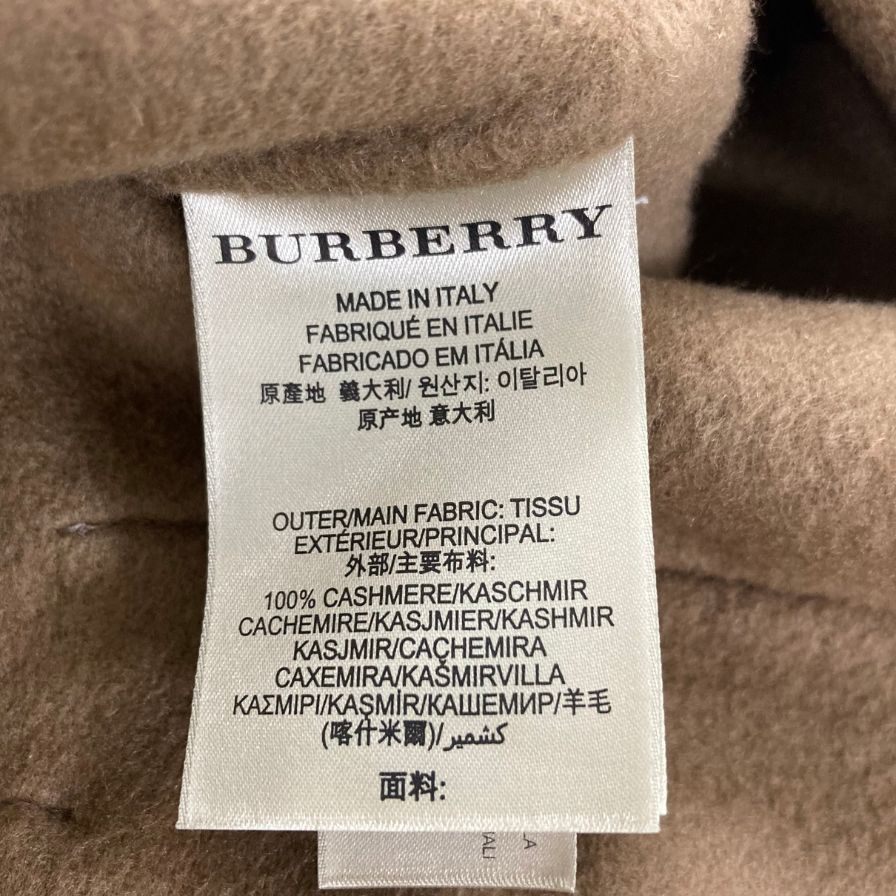 BURBERRY
MADE IN ITALY
FABRIQUÉ EN ITALIE
FABRICADO EM ITÁLIA
原產地 義大利/ 원산지: 이탈리아
原产地 意大利
OUTER/MAIN FABRIC: TISSU
EXTÉRIEUR/PRINCIPAL:
外部/主要布料:
100% CASHMERE/KASCHMIR
CACHEMIRE/KASJMIER/KASHMIR
KASJMIR/CAÇHEMIRA
CAXEMIRA/KAŠMIRVILLA
ΚΑΣΜΙΡΙ/KAŞMİR/КАШЕМИР/羊毛
(喀什米爾)/كشمير
面料: